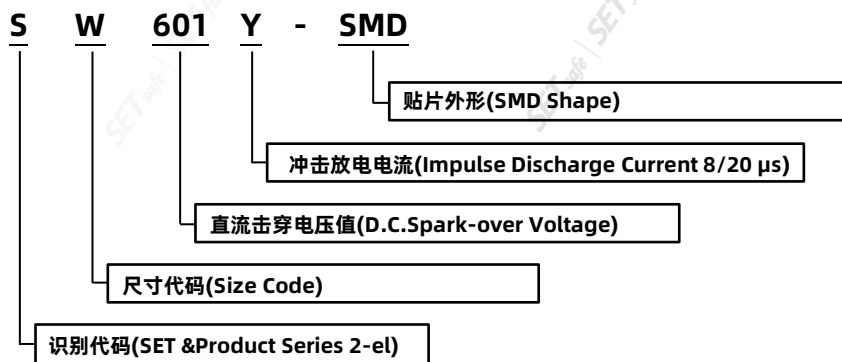 S W 601 Y - SMD
贴片外形(SMD Shape)
冲击放电电流(Impulse Discharge Current 8/20 μs)
直流击穿电压值(D.C.Spark-over Voltage)
尺寸代码(Size Code)
识别代码(SET &Product Series 2-el)
SETsafe |
SETsafe |